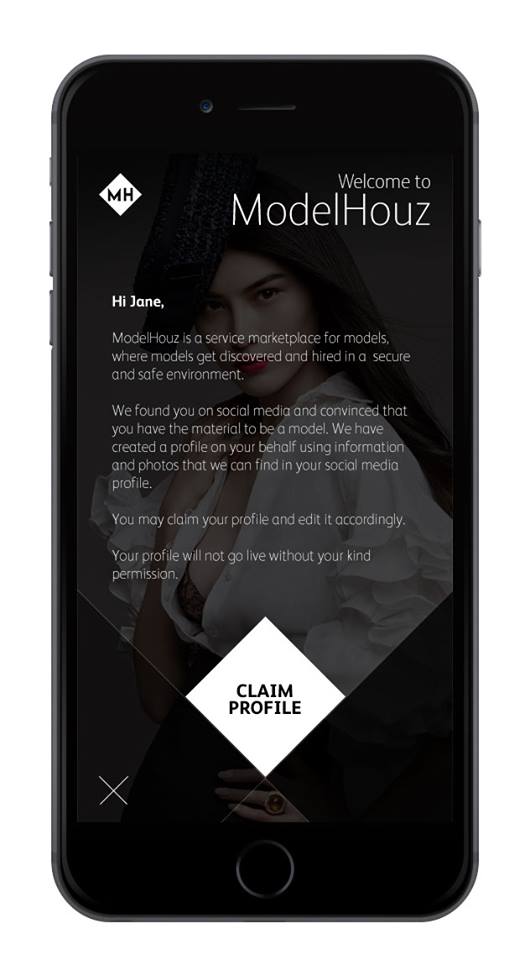 MH
Welcome to
ModelHouz
Hi Jane,
ModelHouz is a service marketplace for models,
where models get discovered and hired in a secure
and safe environment.
We found you on social media and convinced that
you have the material to be a model. We have
created a profile on your behalf using information
and photos that we can find in your social media
profile.
You may claim your profile and edit it accordingly.
Your profile will not go live without your kind
permission.
CLAIM
PROFILE